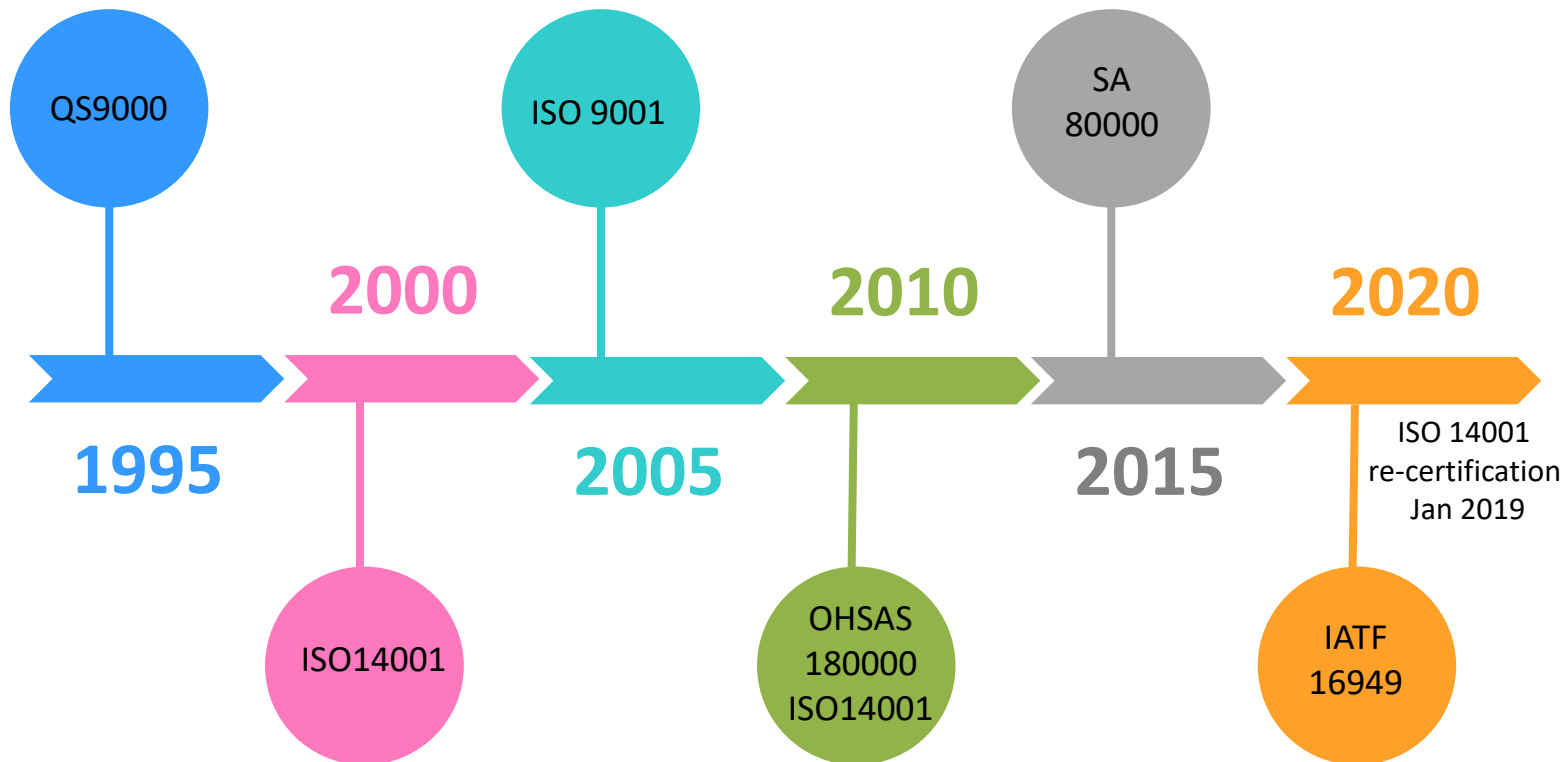 QS9000
1995
2000
ISO14001
ISO 9001
2005
2010
OHSAS
180000
ISO14001
SA
80000
2015
2020
ISO 14001
re-certification
Jan 2019
IATF
16949